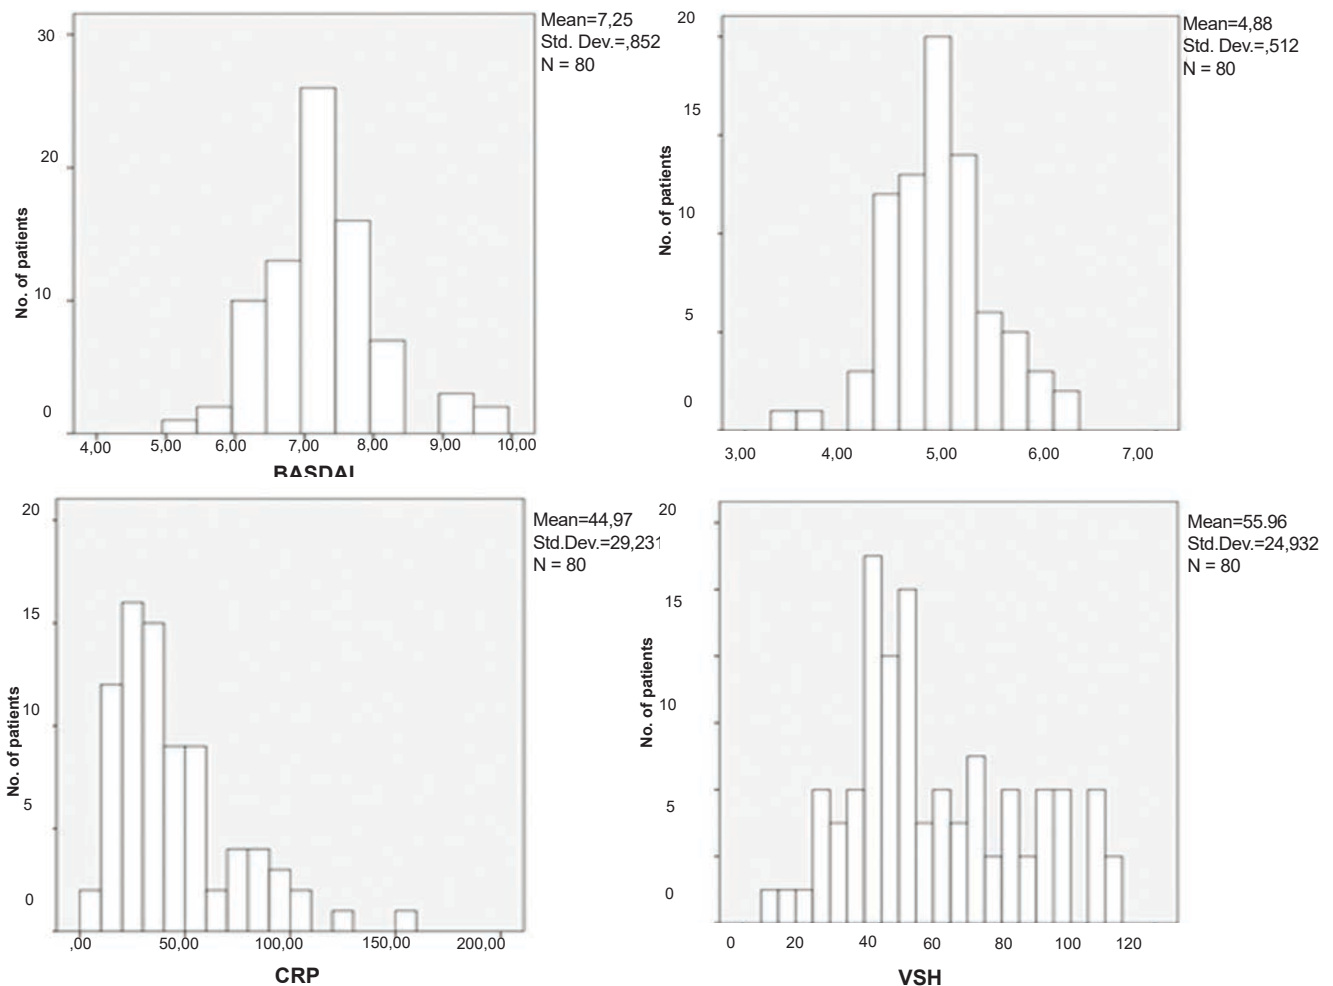 Mean=7,25
Std. Dev.=,852
N = 80
30
20
10
0
No. of patients
4,00 5,00 6,00 7,00 8,00 9,00 10,00
BASDAI
Mean=4,88
Std. Dev.=,512
N = 80
20
15
10
5
0
No. of patients
3,00 4,00 5,00 6,00 7,00
Mean=44,97
Std.Dev.=29,231
N = 80
20
15
10
5
0
No. of patients
,00 50,00 100,00 150,00 200,00
CRP
Mean=55.96
Std.Dev.=24,932
N = 80
20
15
10
5
0
No. of patients
0 20 40 60 80 100 120
VSH